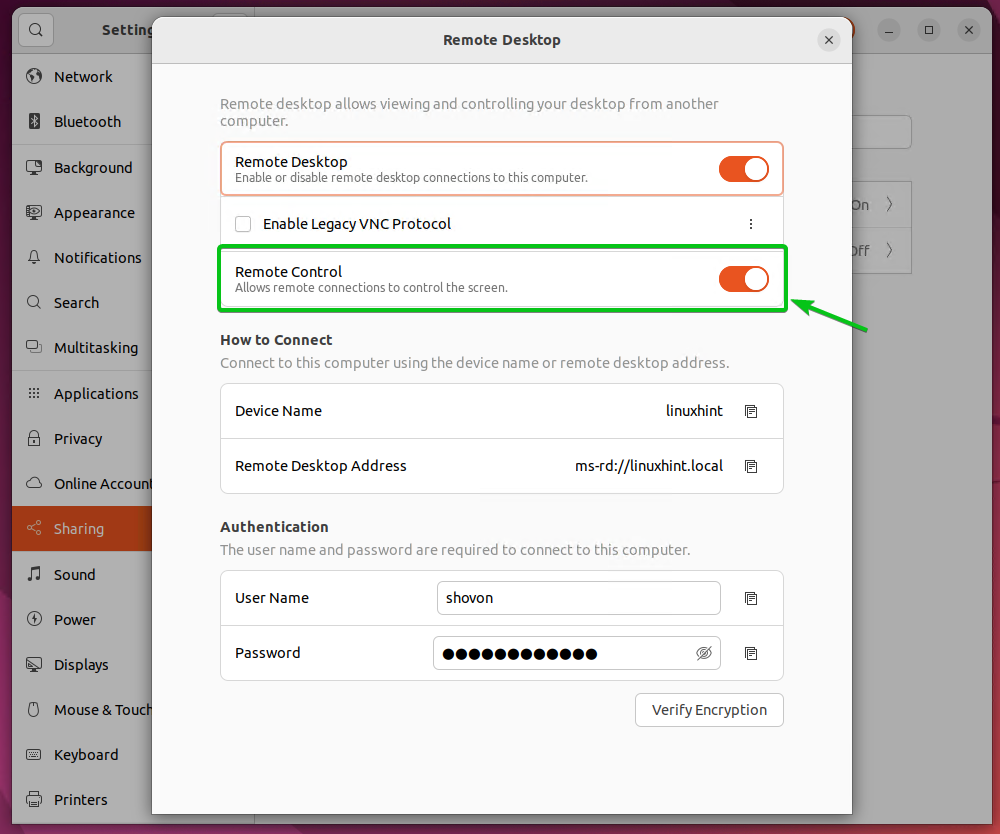 Setting
Remote Desktop
Network
Bluetooth
Background
Appearance
Notifications
Search
Multitasking
Applications
Privacy
Online Account
Sharing
Sound
Power
Displays
Mouse & Touch
Keyboard
Printers
Remote desktop allows viewing and controlling your desktop from another
computer.
Remote Desktop
Enable or disable remote desktop connections to this computer.
Enable Legacy VNC Protocol
Remote Control
Allows remote connections to control the screen.
How to Connect
Connect to this computer using the device name or remote desktop address.
Device Name linuxhint
Remote Desktop Address ms-rd://linuxhint.local
Authentication
The user name and password are required to connect to this computer.
User Name shovon
Password ●●●●●●●●●●●●
Verify Encryption
On
Off